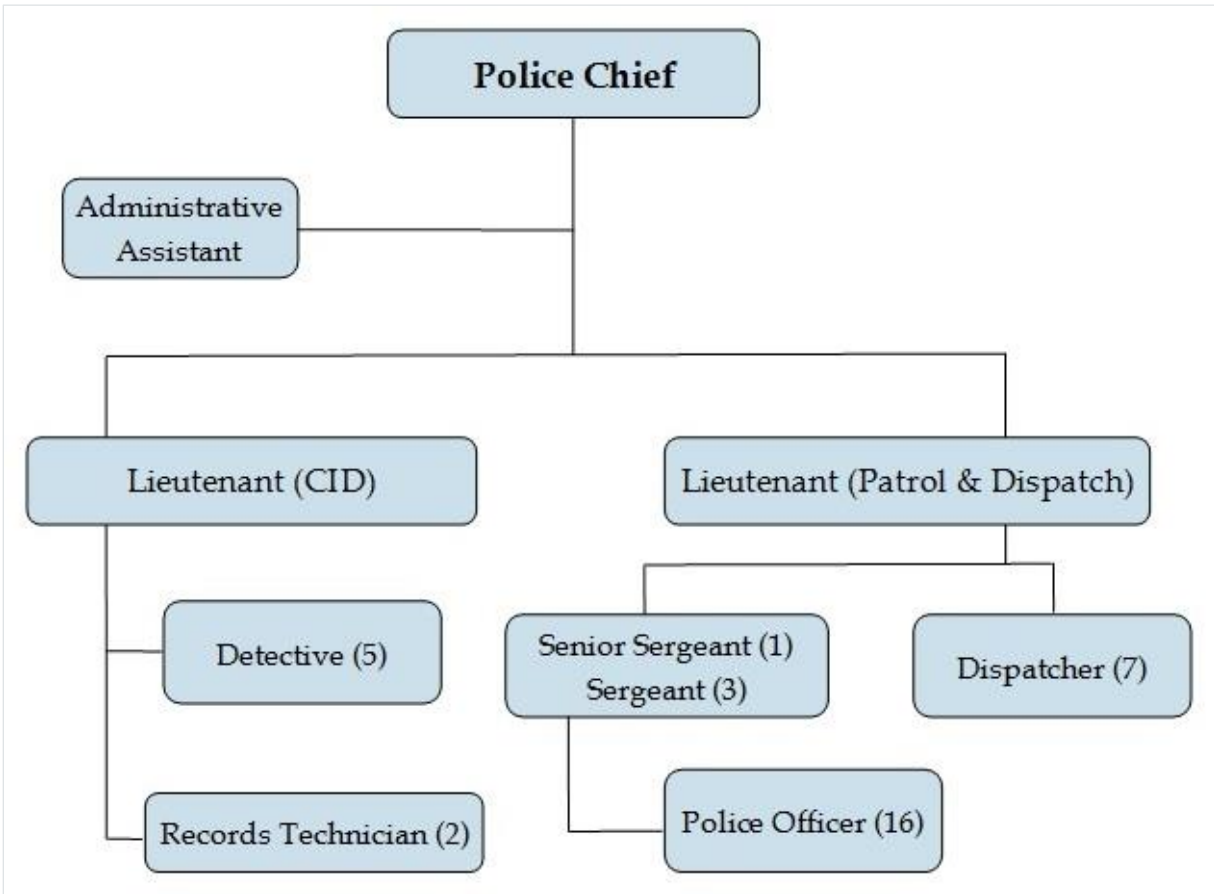 Police Chief
Administrative
Assistant
Lieutenant (CID)
Lieutenant (Patrol & Dispatch)
Detective (5)
Senior Sergeant (1)
Sergeant (3)
Dispatcher (7)
Records Technician (2)
Police Officer (16)